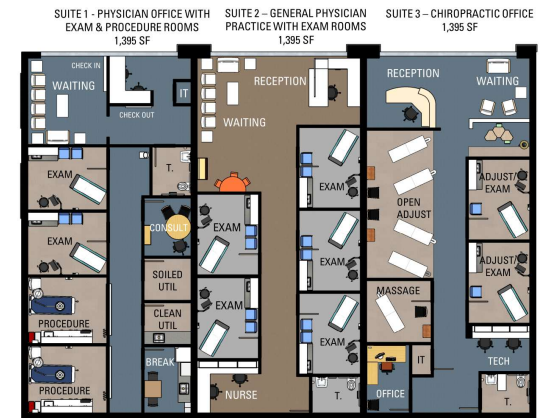 SUITE 1 - PHYSICIAN OFFICE WITH
EXAM & PROCEDURE ROOMS
1,395 SF
SUITE 2 – GENERAL PHYSICIAN
PRACTICE WITH EXAM ROOMS
1,395 SF
SUITE 3 – CHIROPRACTIC OFFICE
1,395 SF
CHECK IN
WAITING
IT
CHECK OUT
EXAM
T.
CONSULT
EXAM
SOILED
UTIL
PROCEDURE
CLEAN
UTIL
BREAK
PROCEDURE
RECEPTION
WAITING
EXAM
EXAM
EXAM
EXAM
EXAM
NURSE
T.
RECEPTION
WAITING
OPEN
ADJUST
ADJUST/
EXAM
ADJUST/
EXAM
MASSAGE
IT
TECH
OFFICE
T.